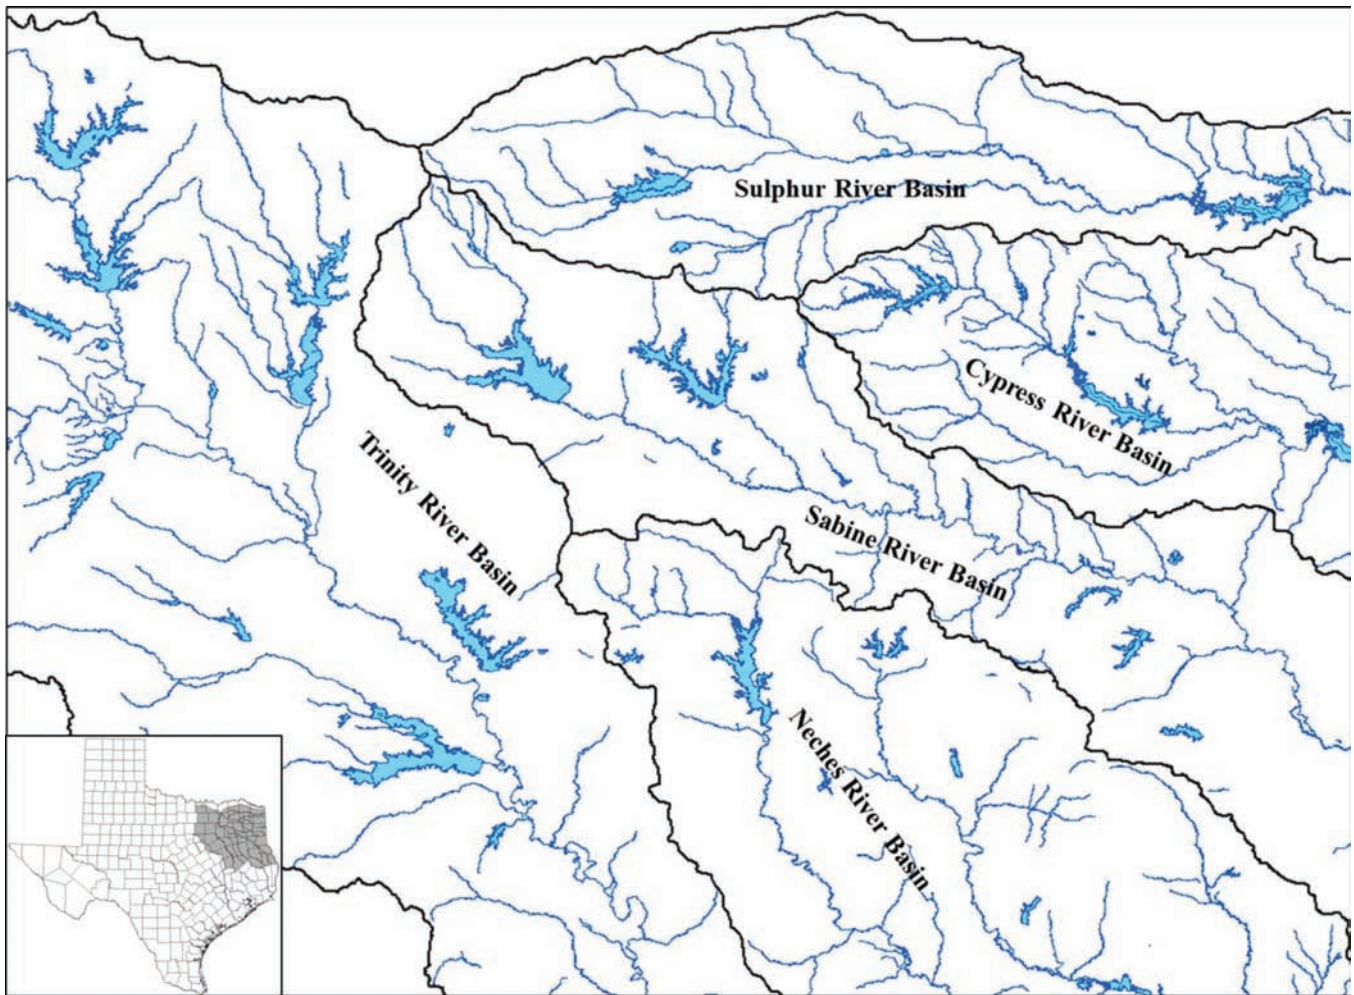 Sulphur River Basin
Cypress River Basin
Trinity River Basin
Sabine River Basin
Neches River Basin